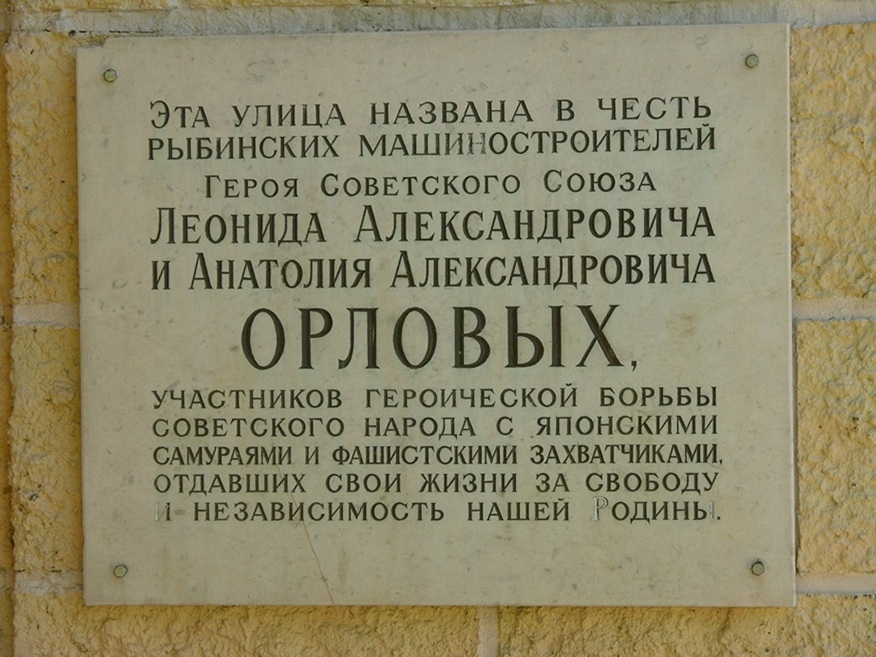 Эта улица названа в честь
рыбинских машиностроителей
Героя Советского Союза
Леонида Александровича
и Анатолия Александровича
ОРЛОВЫХ,
участников героической борьбы
советского народа с японскими
самураями и фашистскими захватчиками,
отдавших свои жизни за свободу
и независимость нашей Родины.